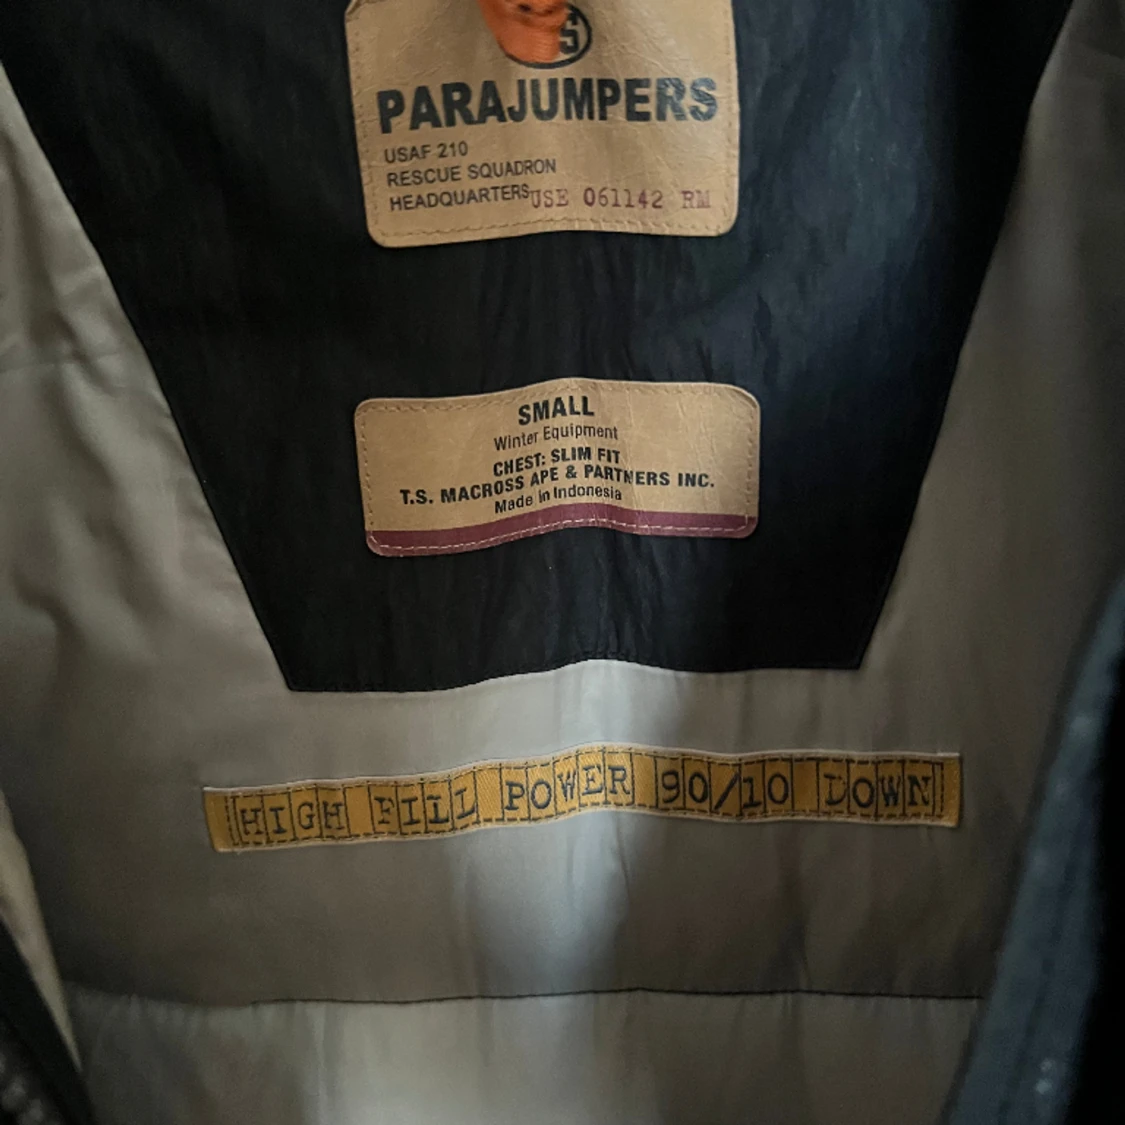 S
PARAJUMPERS
USAF 210
RESCUE SQUADRON
HEADQUARTERS USE 061142 RM
SMALL
Winter Equipment
CHEST: SLIM FIT
T.S. MACROSS APE & PARTNERS INC.
Made in Indonesia
HIGH FILL POWER 90/10 DOWN